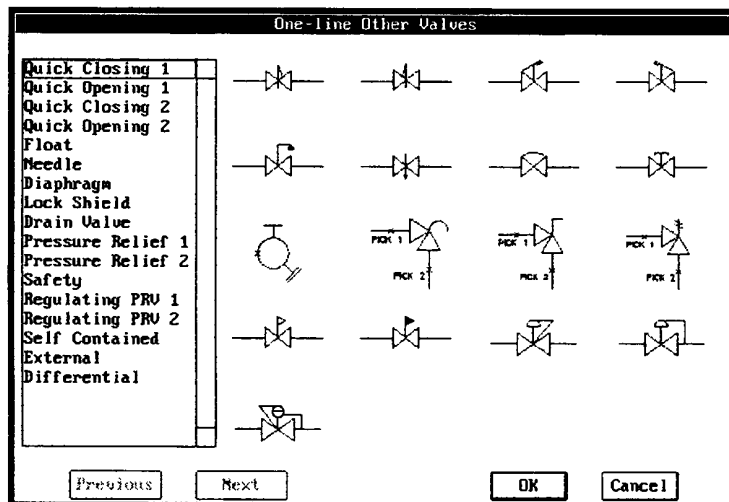 One-line Other Valves
Quick Closing 1
Quick Opening 1
Quick Closing 2
Quick Opening 2
Float
Needle
Diaphragm
Lock Shield
Drain Valve
Pressure Relief 1
Pressure Relief 2
Safety
Regulating PRV 1
Regulating PRV 2
Self Contained
External
Differential
PICK 1
PICK 2
PICK 1
PICK 2
PICK 1
PICK 2
Previous
Next
OK
Cancel